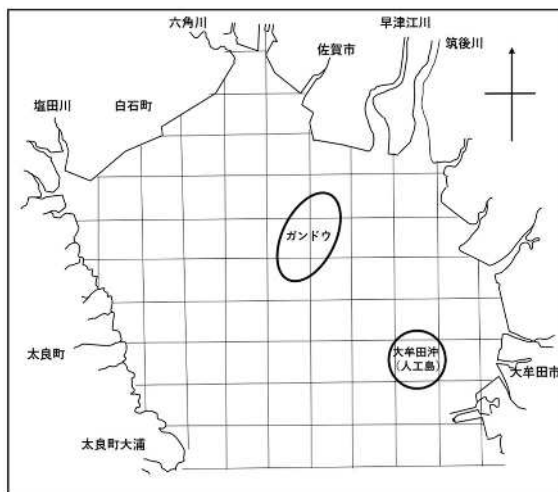 六角川
早津江川
佐賀市
筑後川
塩田川
白石町
ガンドウ
太良町
大牟田沖
(人工島)
大牟田市
太良町大浦